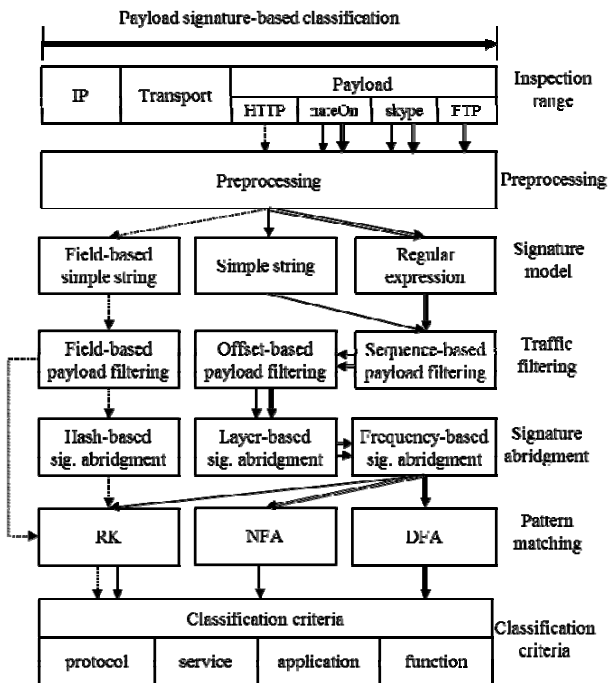 Payload signature-based classification
IP
Transport
Payload
HTTP
nateOn
skype
FTP
Inspection
range
Preprocessing
Preprocessing
Field-based
simple string
Simple string
Regular
expression
Signature
model
Field-based
payload filtering
Offset-based
payload filtering
Sequence-based
payload filtering
Traffic
filtering
Hash-based
sig. abridgment
Layer-based
sig. abridgment
Frequency-based
sig. abridgment
Signature
abridgment
RK
NFA
DFA
Pattern
matching
Classification criteria
protocol
service
application
function
Classification
criteria